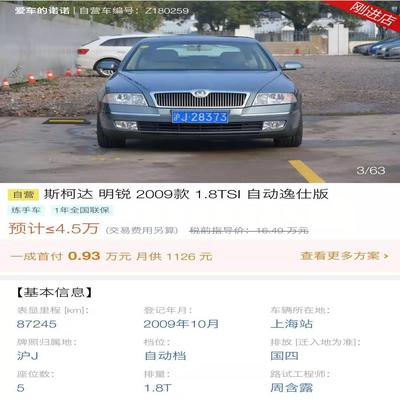 爱车的诺诺 | 自营车编号：Z180259
刚进店
沪J·28373
3/63
自营 斯柯达 明锐 2009款 1.8TSI 自动逸仕版
练手车 1年全国联保
预计≤4.5万 (交易费用另算) 税前指导价： 16.49 万元
一成首付 0.93 万元 月供 1126 元 查看更多方案 >
【基本信息】
表显里程 [km]: 登记年月： 车辆所在地：
87245 2009年10月 上海站
牌照归属地： 档位： 排放 [迁入地为准]:
沪J 自动档 国四
座位数： 排量： 路试工程师：
5 1.8T 周含露